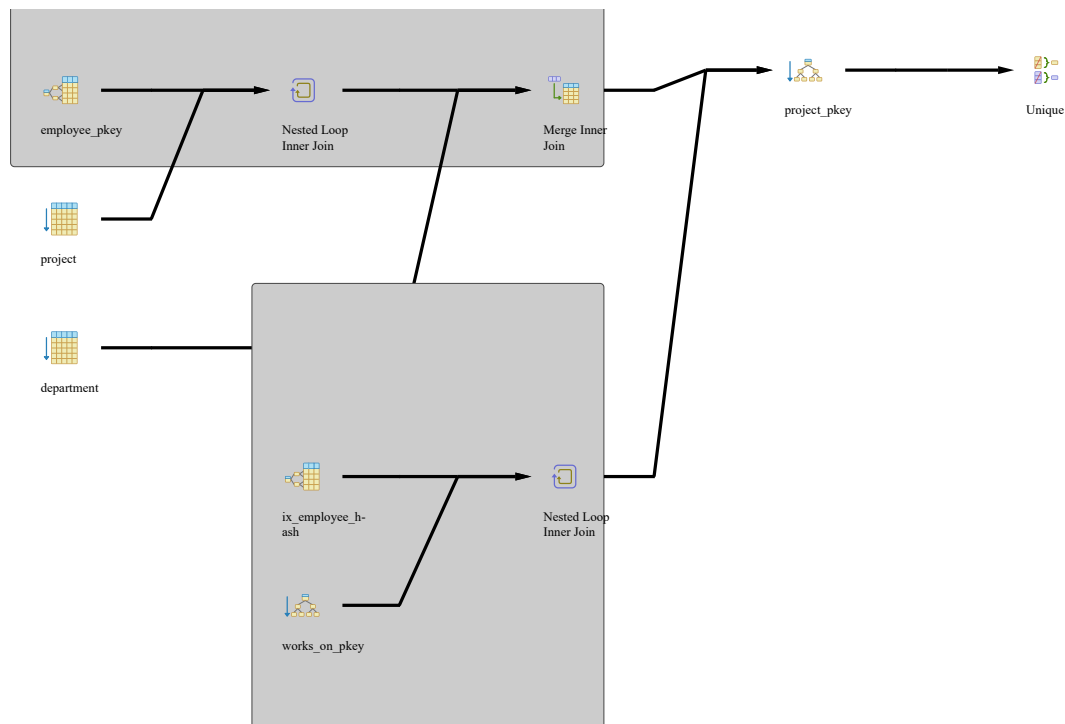 employee_pkey
Nested Loop
Inner Join
Merge Inner
Join
project_pkey
Unique
project
department
ix_employee_h-
ash
Nested Loop
Inner Join
works_on_pkey